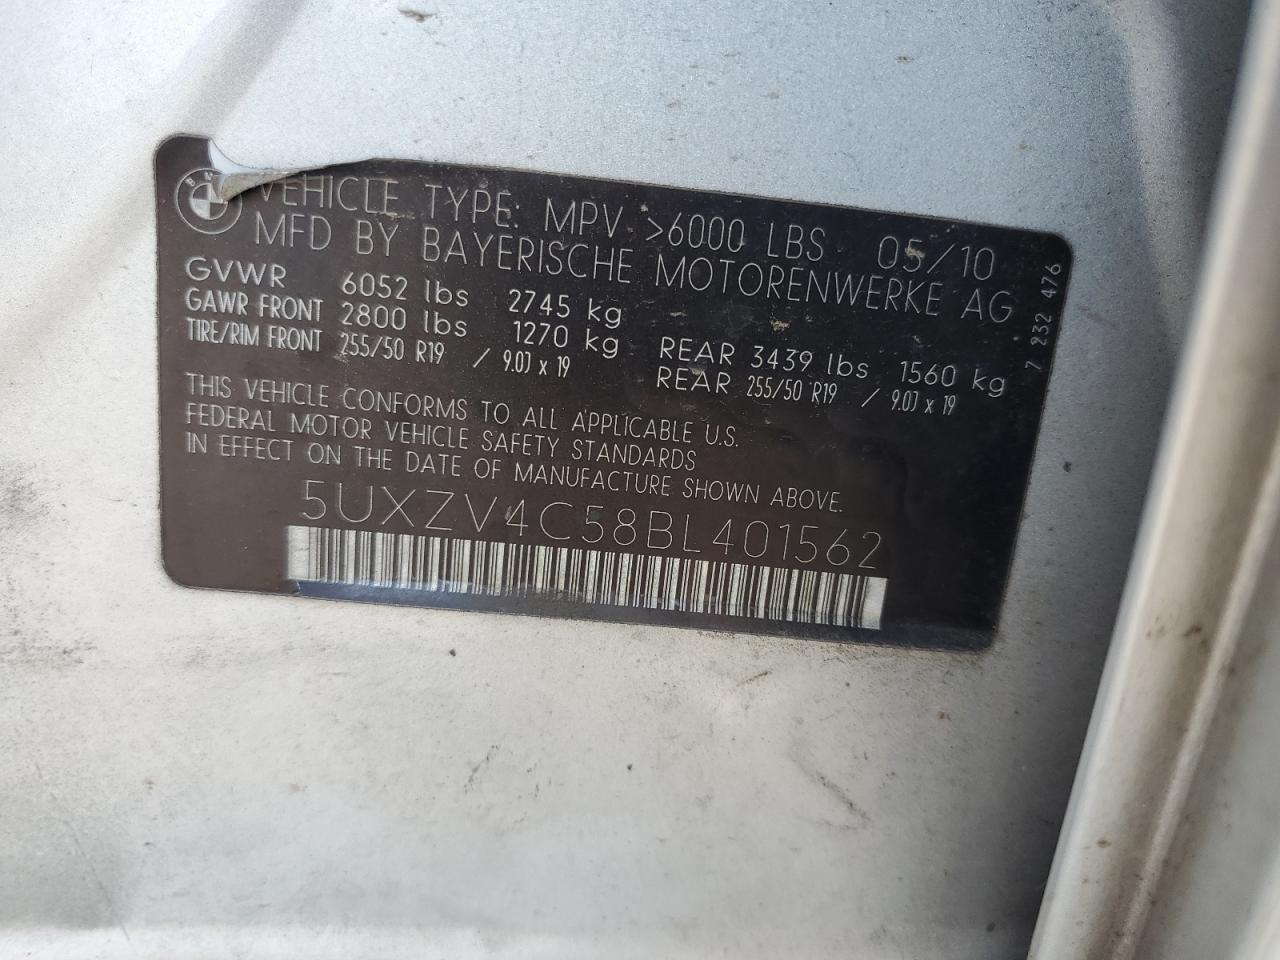 VEHICLE TYPE: MPV >6000 LBS 05/10
MFD BY BAYERISCHE MOTORENWERKE AG
GVWR 6052 lbs 2745 kg
GAWR FRONT 2800 lbs 1270 kg REAR 3439 lbs 1560 kg
TIRE/RIM FRONT 255/50 R19 / 9.0J x 19 REAR 255/50 R19 / 9.0J x 19
7 232 476
THIS VEHICLE CONFORMS TO ALL APPLICABLE U.S.
FEDERAL MOTOR VEHICLE SAFETY STANDARDS
IN EFFECT ON THE DATE OF MANUFACTURE SHOWN ABOVE.
5UXZV4C58BL401562